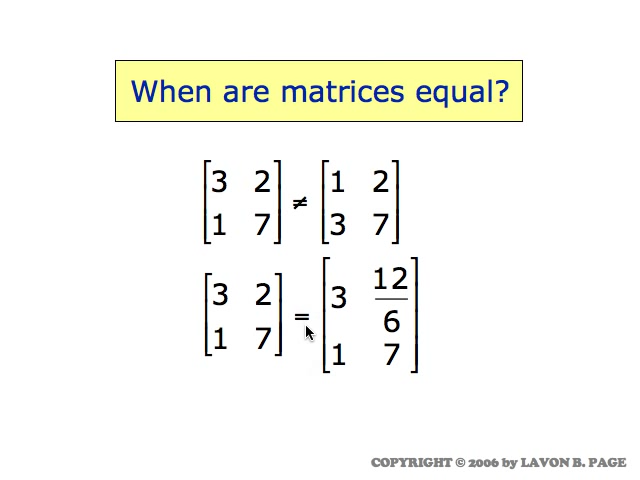 When are matrices equal?
[3 2
1 7] ≠ [1 2
3 7]
[3 2
1 7] = [3 12/6
1 7]
COPYRIGHT © 2006 by LAVON B. PAGE